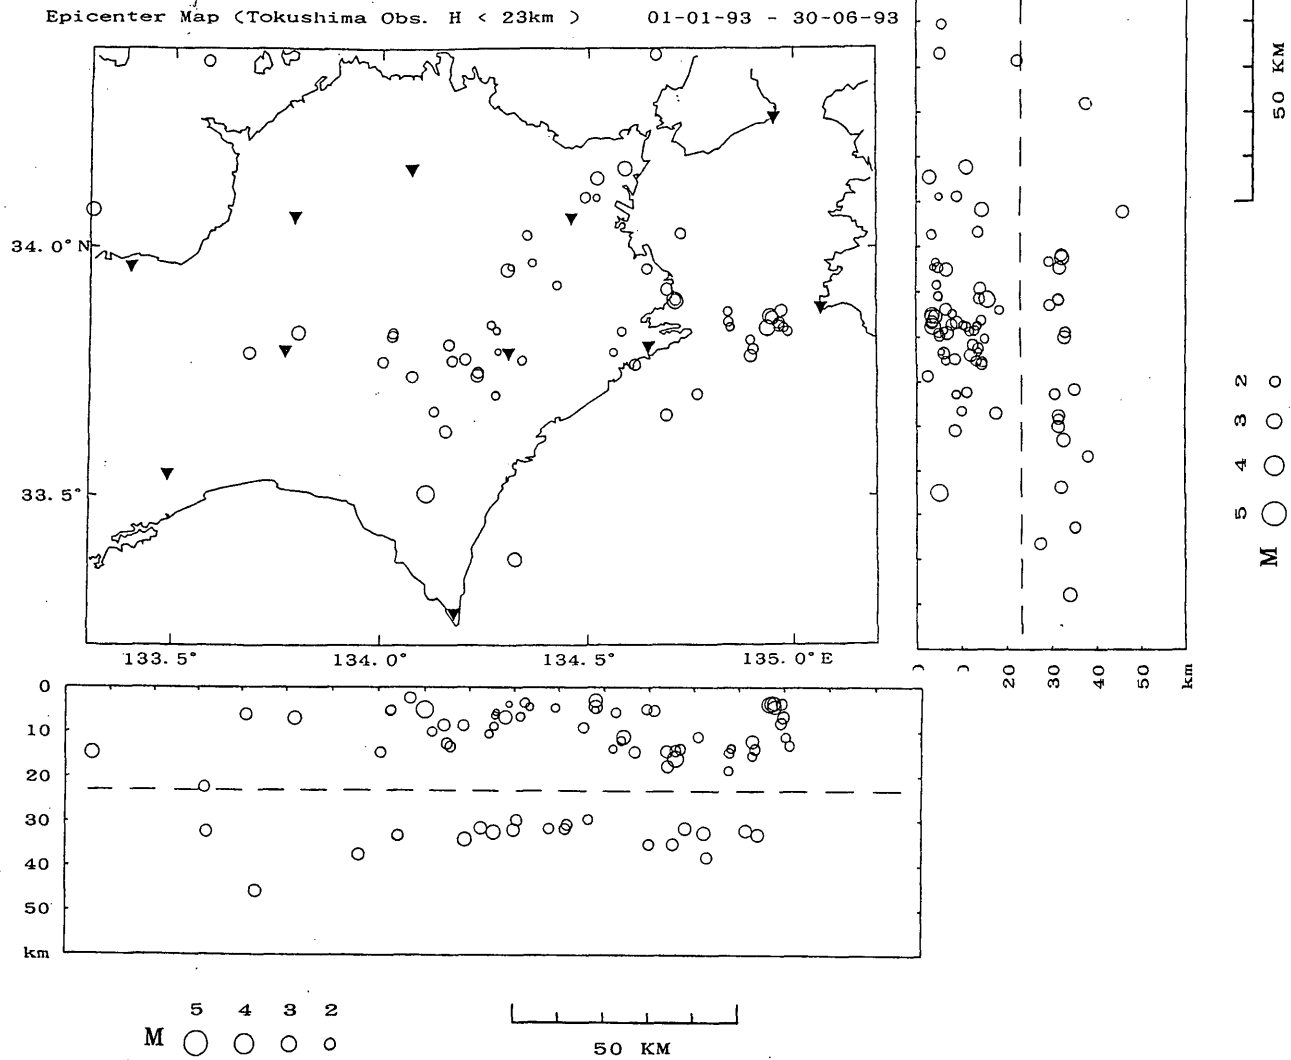 Epicenter Map (Tokushima Obs. H < 23km ) 01-01-93 - 30-06-93
34.0°N
33.5°
133.5° 134.0° 134.5° 135.0°E
0
10
20
30
40
50
km
20 30 40 50 km
50 KM
2
3
4
5
M
5 4 3 2
M
50 KM